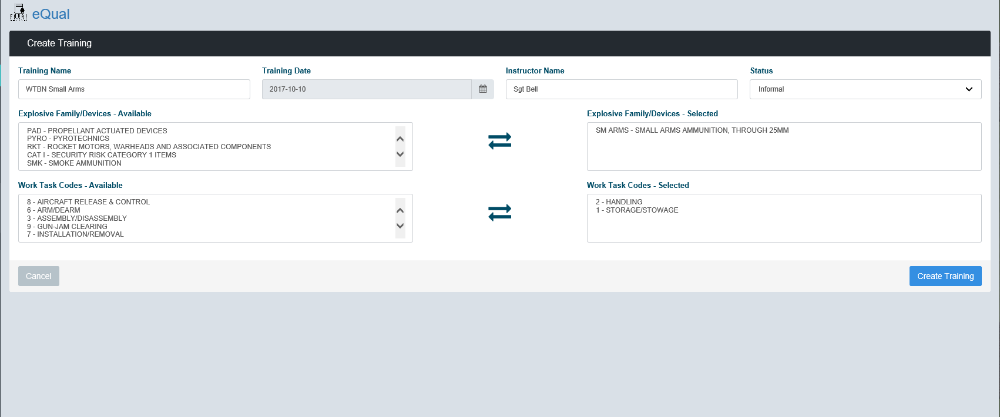 EQUAL
eQual
Create Training
Training Name
Training Date
Instructor Name
Status
WTBN Small Arms
2017-10-10
Sgt Bell
Informal
Explosive Family/Devices - Available
Explosive Family/Devices - Selected
PAD - PROPELLANT ACTUATED DEVICES
PYRO - PYROTECHNICS
RKT - ROCKET MOTORS, WARHEADS AND ASSOCIATED COMPONENTS
CAT I - SECURITY RISK CATEGORY 1 ITEMS
SMK - SMOKE AMMUNITION
SM ARMS - SMALL ARMS AMMUNITION, THROUGH 25MM
Work Task Codes - Available
Work Task Codes - Selected
8 - AIRCRAFT RELEASE & CONTROL
6 - ARM/DEARM
3 - ASSEMBLY/DISASSEMBLY
9 - GUN-JAM CLEARING
7 - INSTALLATION/REMOVAL
2 - HANDLING
1 - STORAGE/STOWAGE
Cancel
Create Training